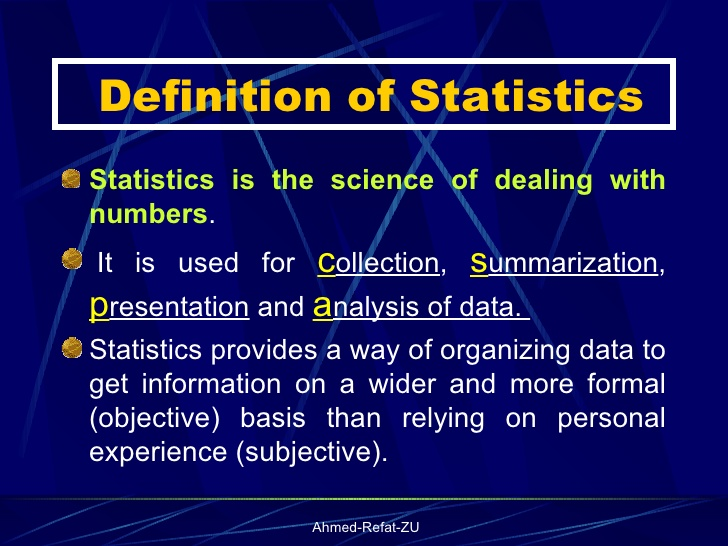 Definition of Statistics
Statistics is the science of dealing with
numbers.
It is used for collection, summarization,
presentation and analysis of data.
Statistics provides a way of organizing data to
get information on a wider and more formal
(objective) basis than relying on personal
experience (subjective).
Ahmed-Refat-ZU